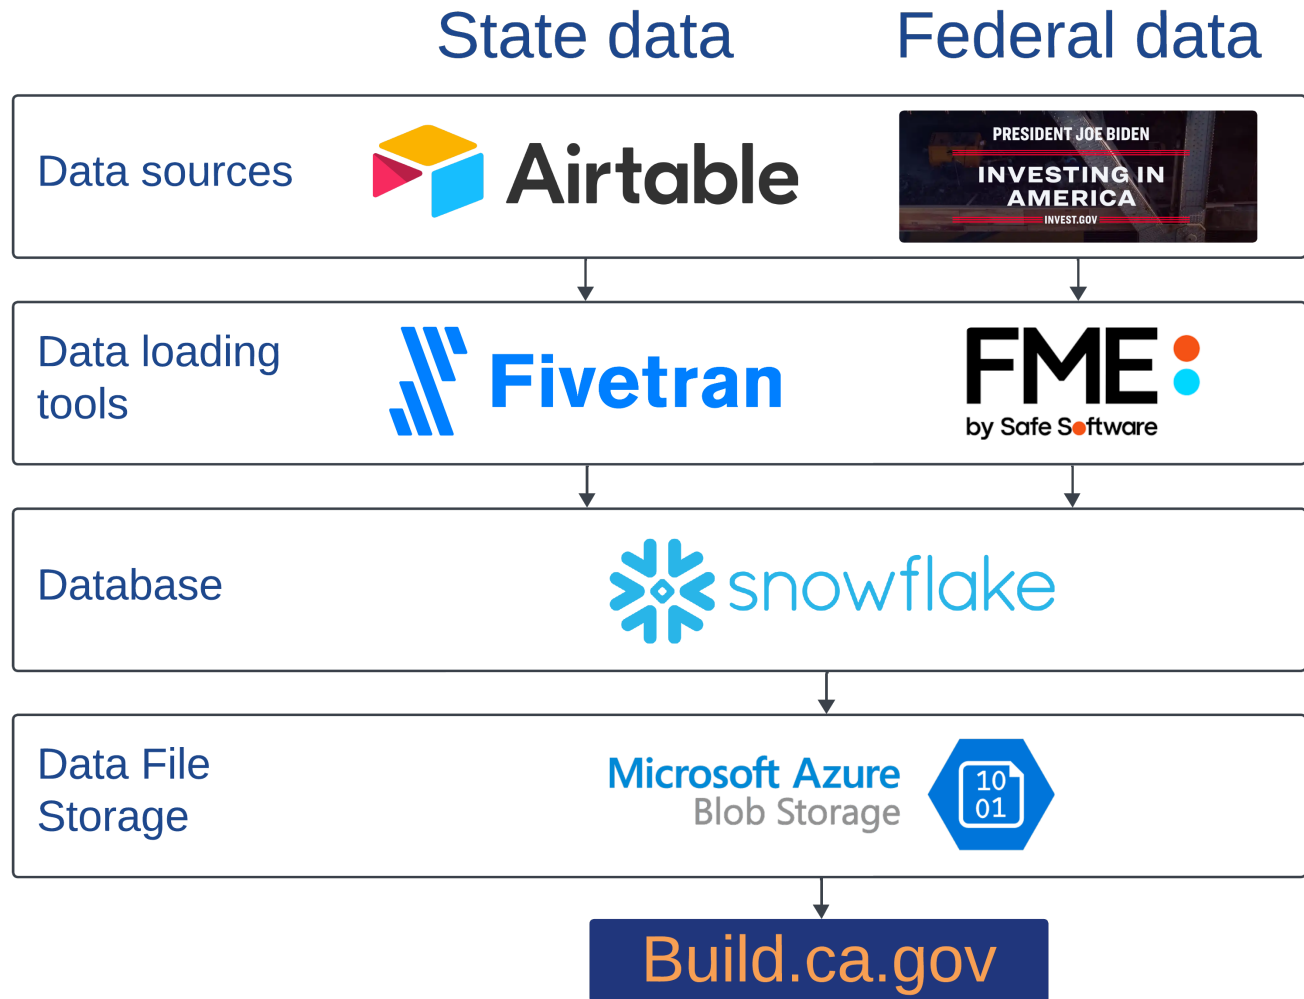 State data
Federal data
Data sources
Airtable
PRESIDENT JOE BIDEN
INVESTING IN
AMERICA
INVEST.GOV
Data loading
tools
Fivetran
FME
by Safe Software
Database
snowflake
Data File
Storage
Microsoft Azure
Blob Storage
10
01
Build.ca.gov